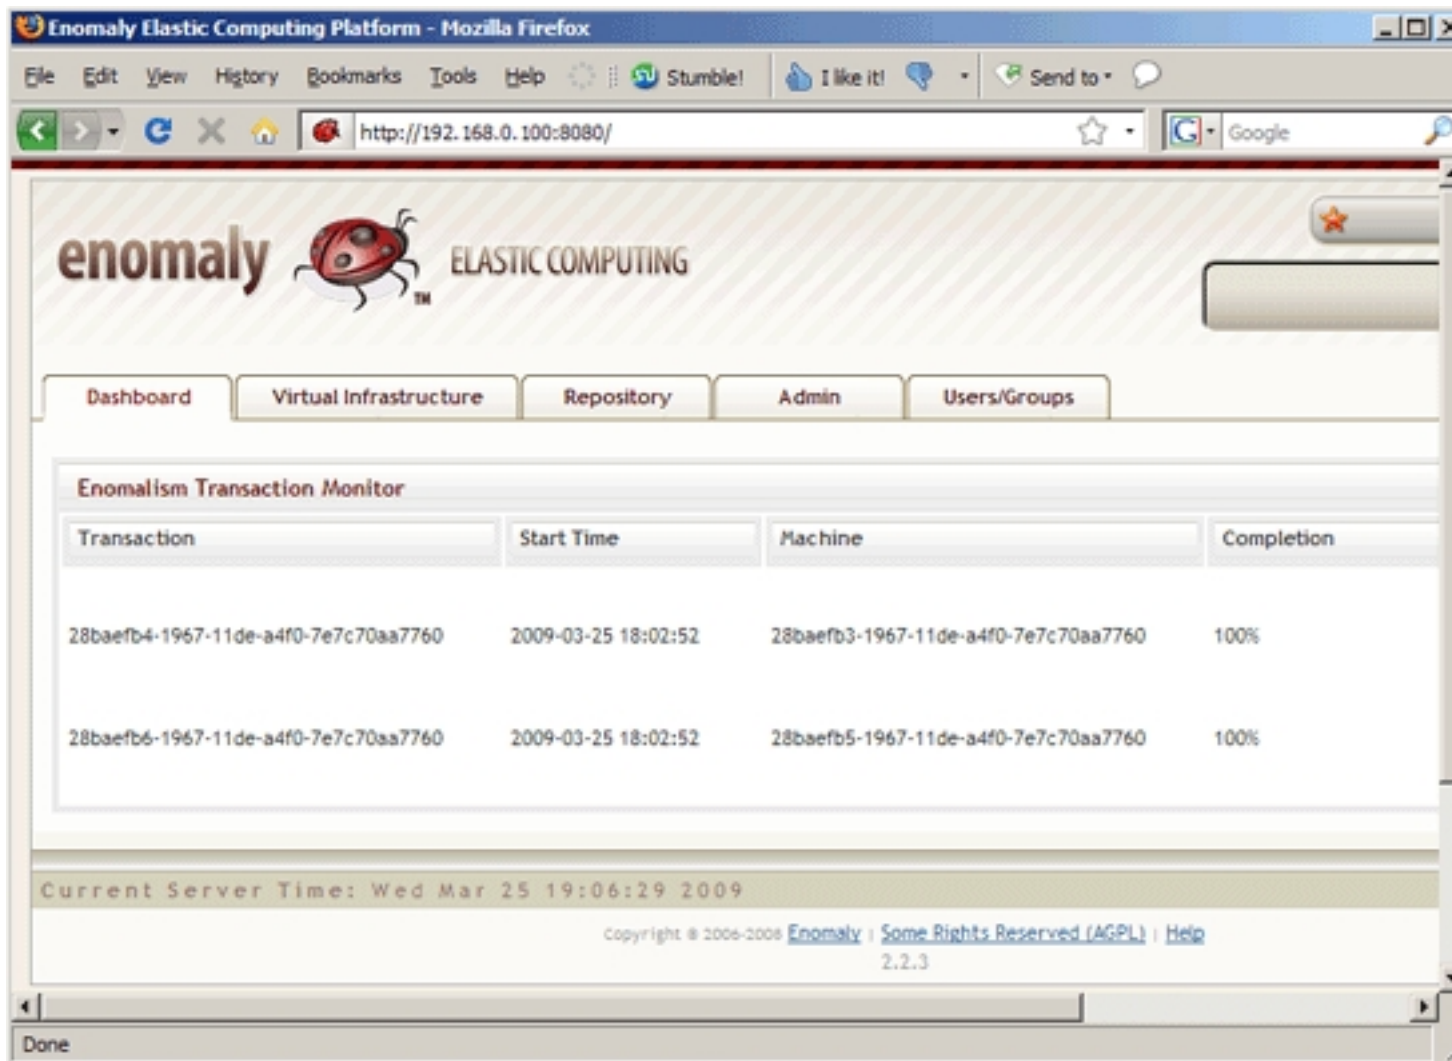 Enomaly Elastic Computing Platform - Mozilla Firefox
File Edit View History Bookmarks Tools Help Stumble! I like it! Send to
http://192.168.0.100:8080/ Google
enomaly TM ELASTIC COMPUTING
Dashboard Virtual Infrastructure Repository Admin Users/Groups
Enomalism Transaction Monitor
Transaction Start Time Machine Completion
28baefb4-1967-11de-a4f0-7e7c70aa7760 2009-03-25 18:02:52 28baefb3-1967-11de-a4f0-7e7c70aa7760 100%
28baefb6-1967-11de-a4f0-7e7c70aa7760 2009-03-25 18:02:52 28baefb5-1967-11de-a4f0-7e7c70aa7760 100%
Current Server Time: Wed Mar 25 19:06:29 2009
Copyright © 2006-2008 Enomaly | Some Rights Reserved (AGPL) | Help
2.2.3
Done